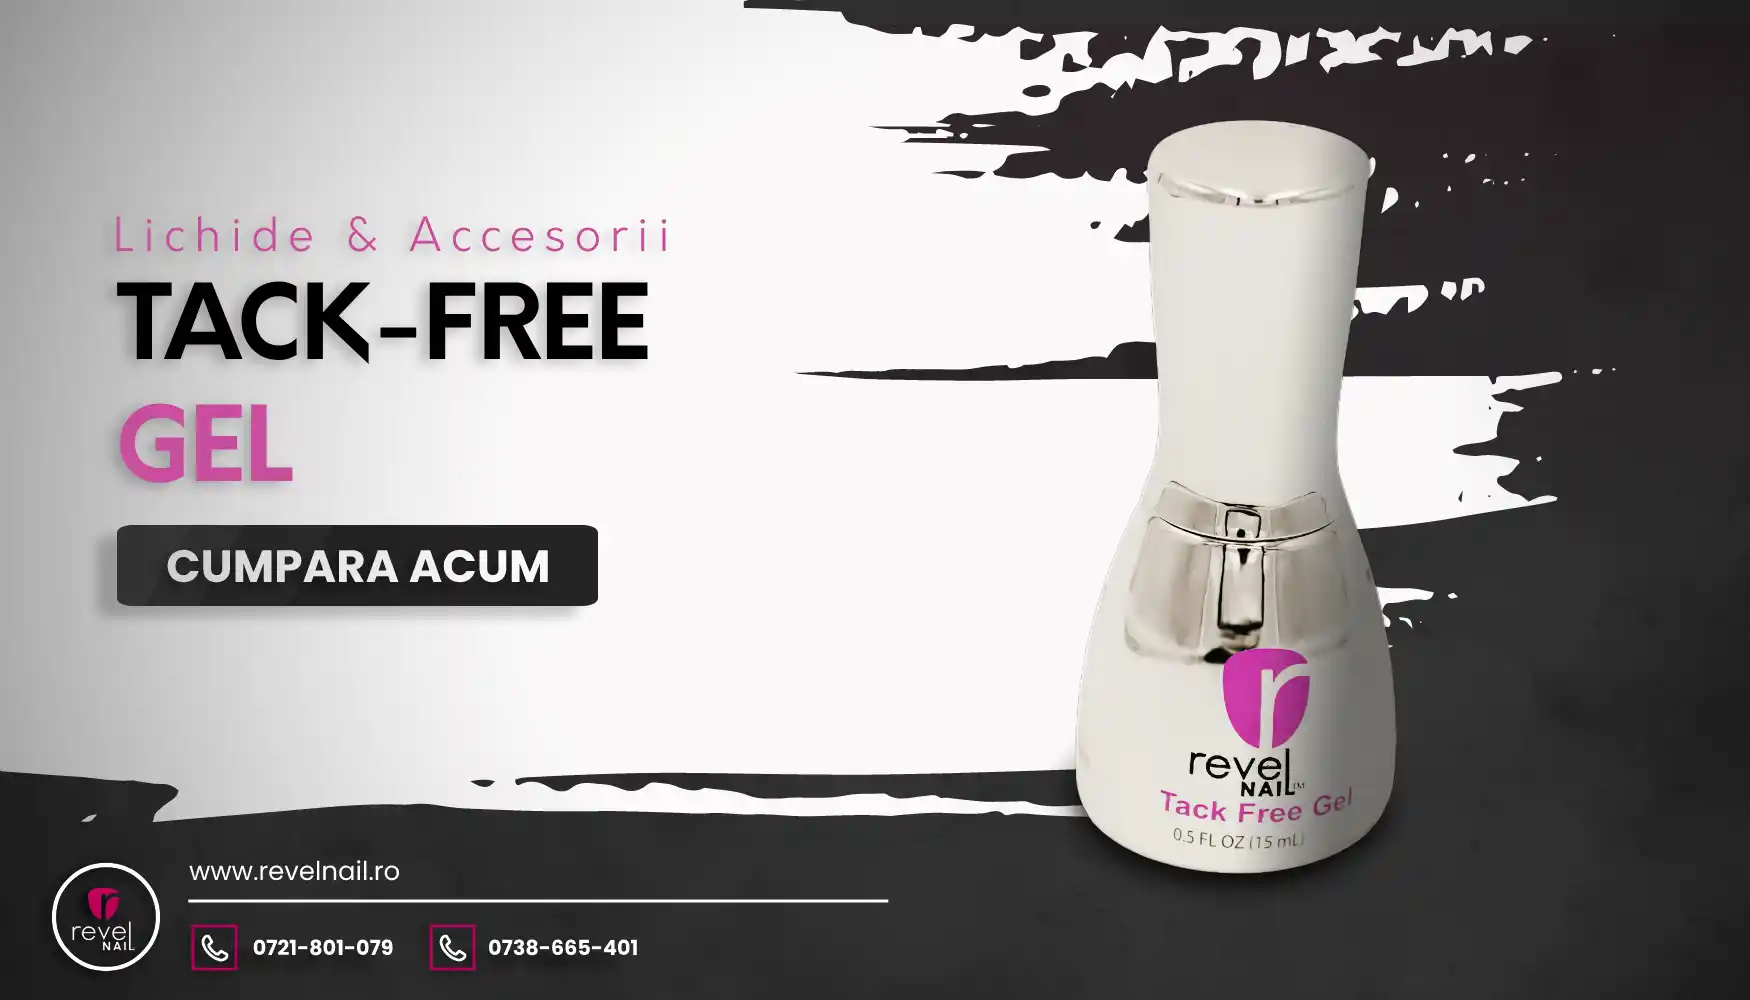 Lichide & Accesorii
TACK-FREE
GEL
CUMPARA ACUM
r
revel
NAIL™
Tack Free Gel
0.5 FL OZ (15 mL)
www.revelnail.ro
r
revel
NAIL
0721-801-079
0738-665-401